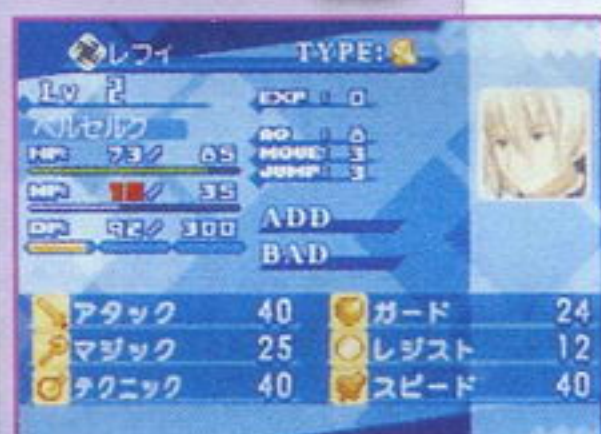 レフィ TYPE:
Lv 2
EXP : 0
ベルセルク
AG : 8
HP: 73/ 85
MOVE: 3
JUMP: 3
MP: 18/ 35
DP: 92/ 300
ADD
BAD
アタック 40 ガード 24
マジック 25 レジスト 12
テクニック 40 スピード 40